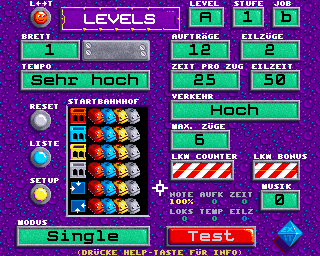 L++T LEVELS LEVEL STUFE JOB
A 1 b
BRETT AUFTRÄGE EILZÜGE
1 12 2
TEMPO ZEIT PRO ZUG EILZEIT
Sehr hoch 25 50
STARTBAHNHOF VERKEHR
RESET Hoch
MAX. ZÜGE
6
LISTE
LKW COUNTER LKW BONUS
SETUP
NOTE AUFK ZEIT MUSIK
100% 0 0 0
LOKS TEMP EILZ
0 0 0
MODUS
Single Test
(DRÜCKE HELP-TASTE FÜR INFO)